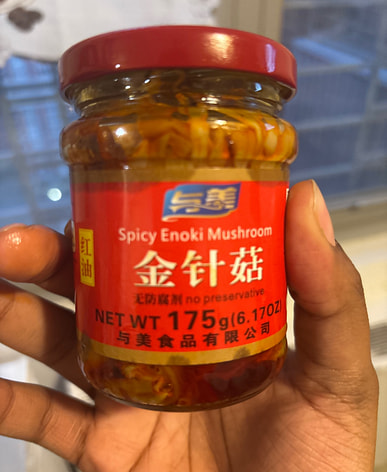 与美
Spicy Enoki Mushroom
金针菇
红油
无防腐剂 no preservative
NET WT 175g(6.17OZ)
与美食品有限公司